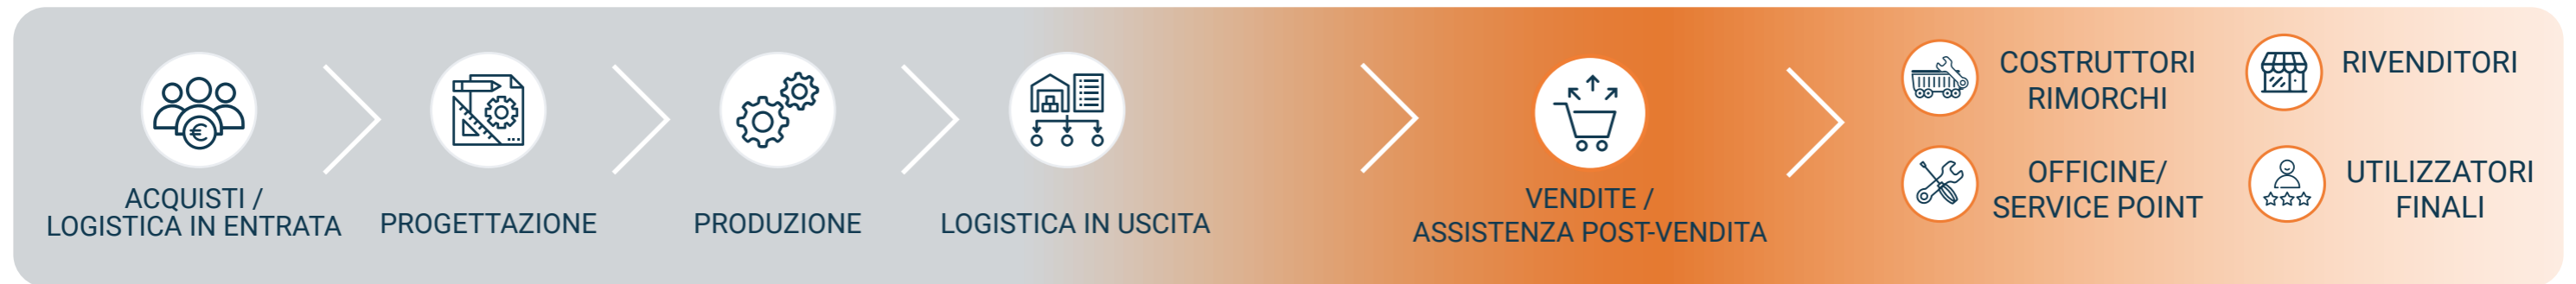 ACQUISTI /
LOGISTICA IN ENTRATA
PROGETTAZIONE
PRODUZIONE
LOGISTICA IN USCITA
VENDITE /
ASSISTENZA POST-VENDITA
COSTRUTTORI
RIMORCHI
RIVENDITORI
OFFICINE/
SERVICE POINT
UTILIZZATORI
FINALI